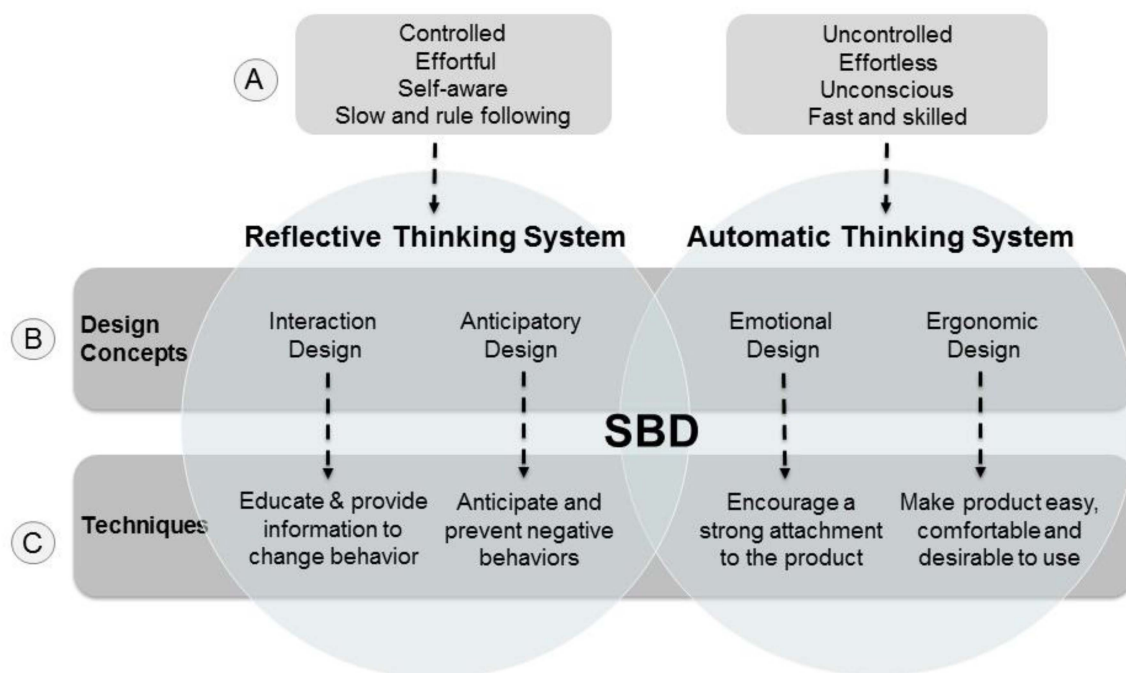 A
Controlled
Effortful
Self-aware
Slow and rule following
Uncontrolled
Effortless
Unconscious
Fast and skilled
Reflective Thinking System
Automatic Thinking System
B
Design
Concepts
Interaction
Design
Anticipatory
Design
Emotional
Design
Ergonomic
Design
SBD
C
Techniques
Educate & provide
information to
change behavior
Anticipate and
prevent negative
behaviors
Encourage a
strong attachment
to the product
Make product easy,
comfortable and
desirable to use